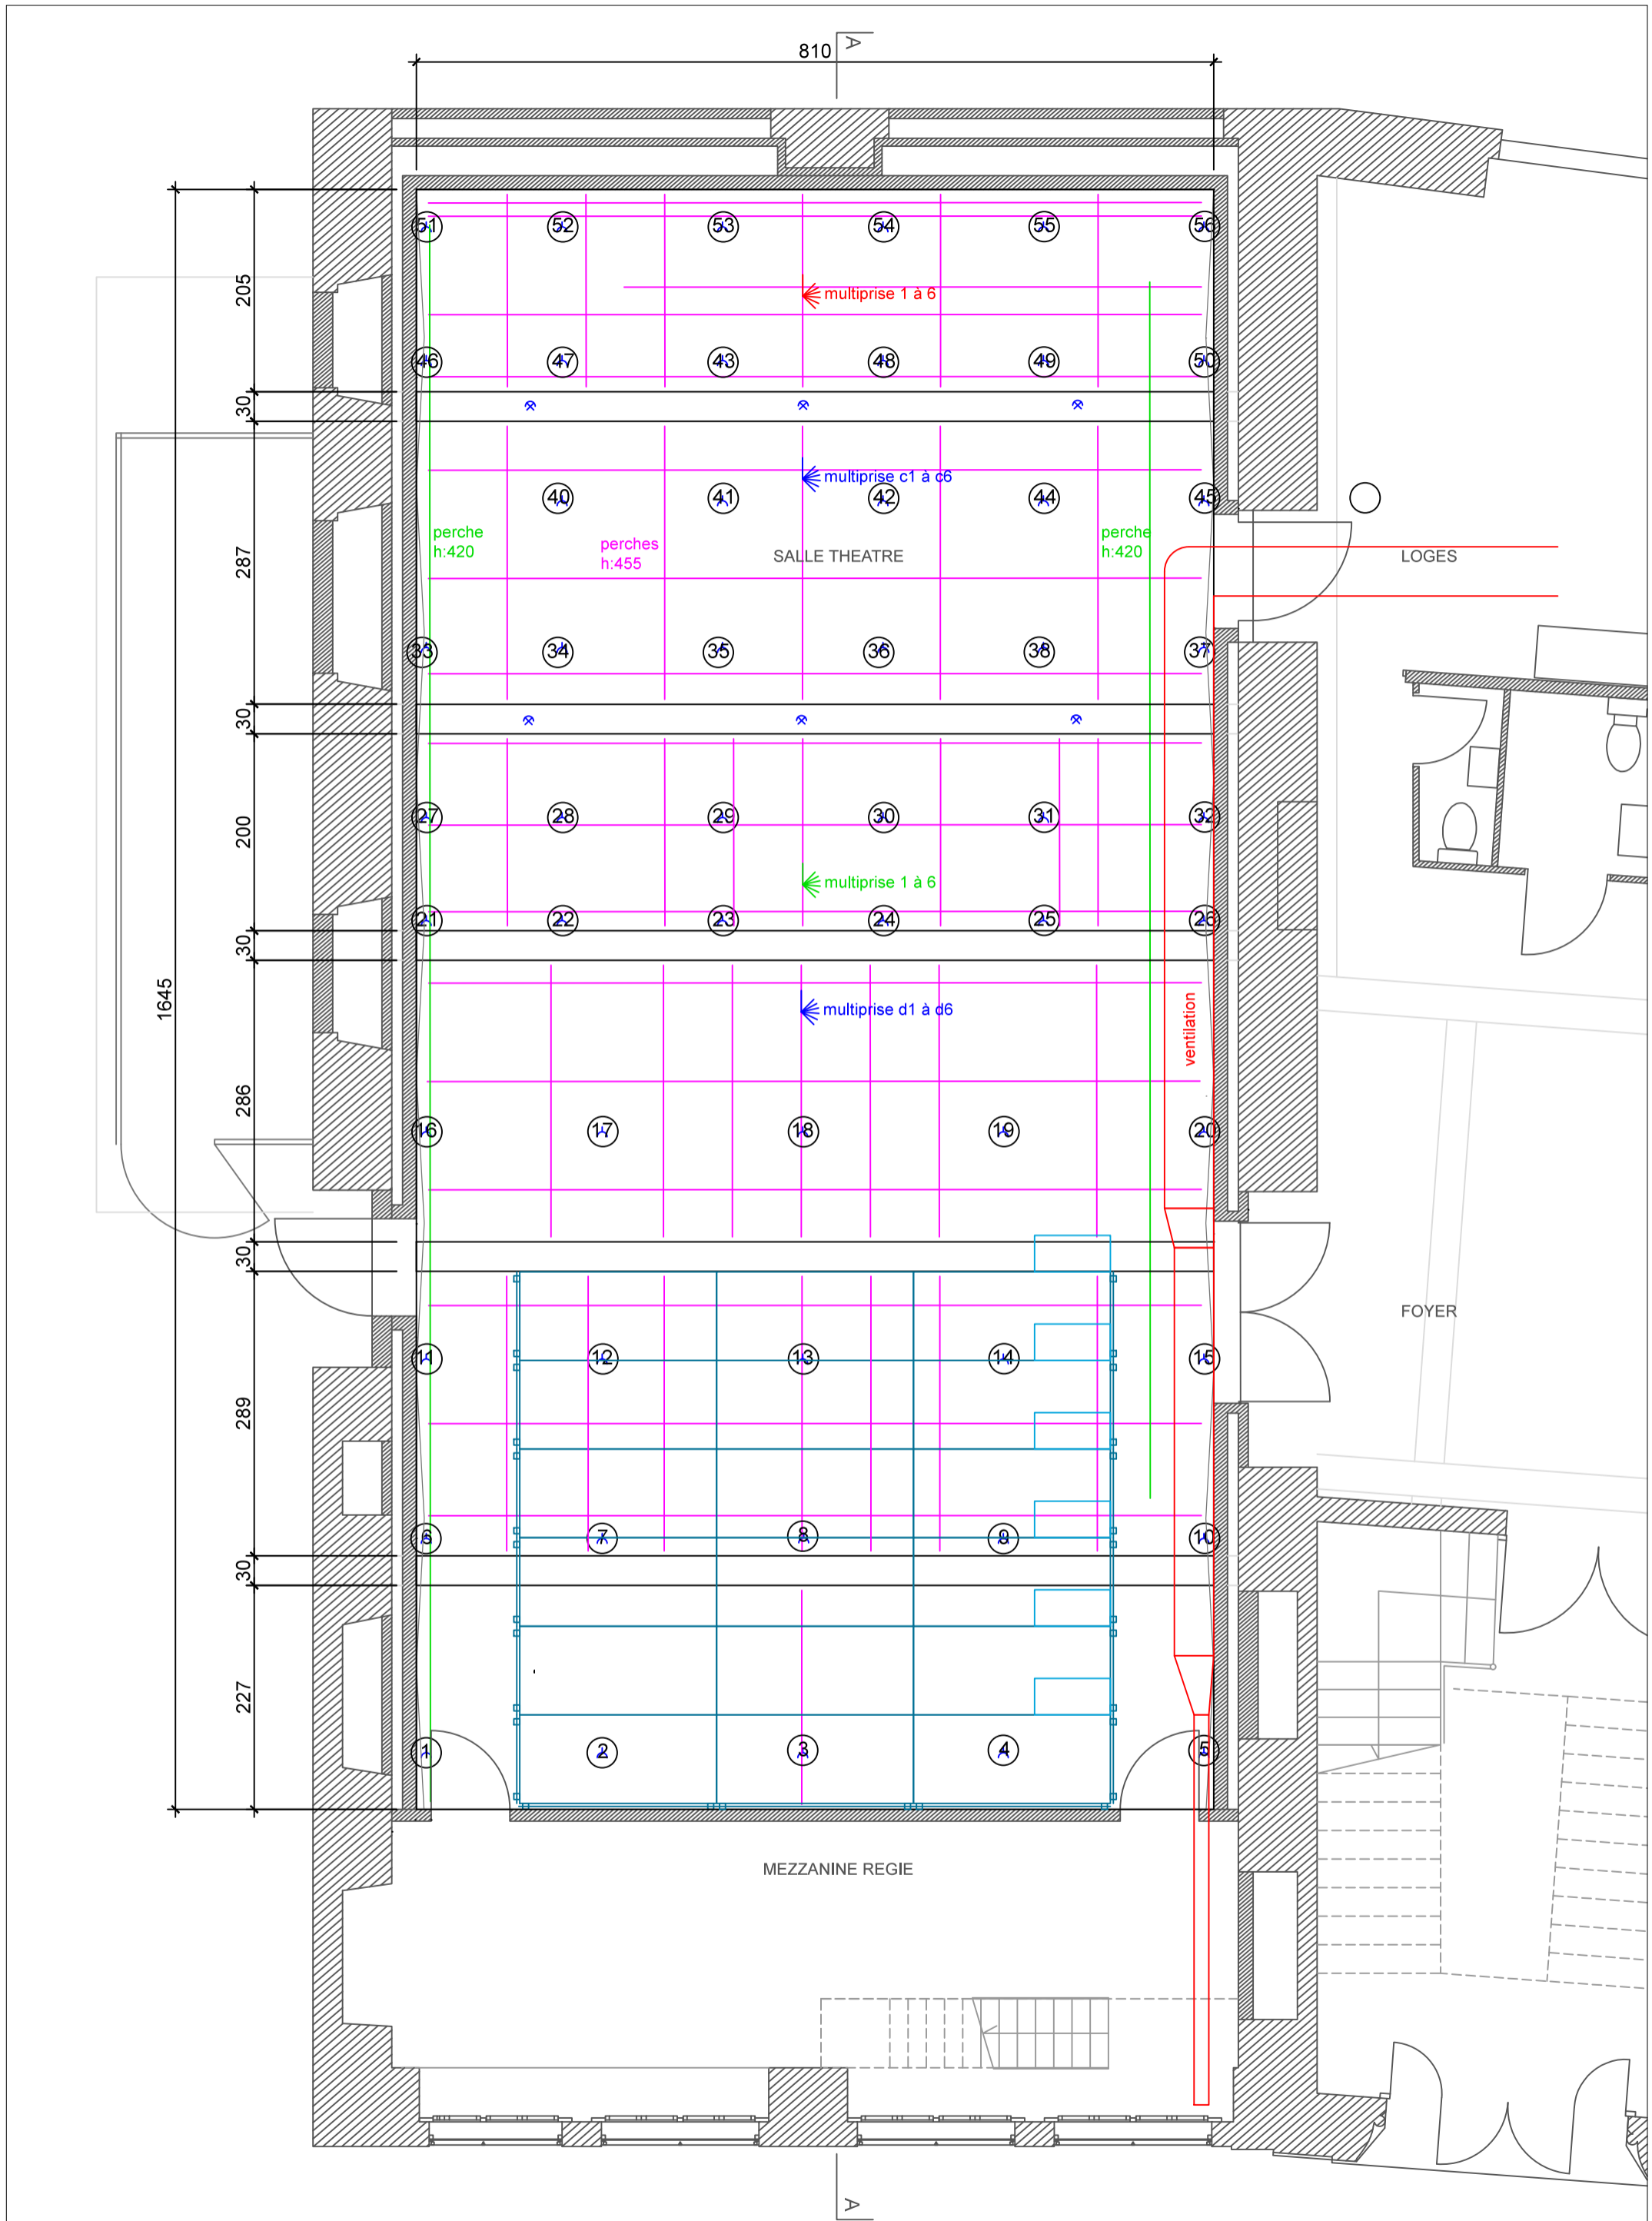 810
A
51 52 53 54 55 56
205
multiprise 1 à 6
46 47 43 48 49 50
30
multiprise c1 à c6
40 41 42 44 45
perche
h:420
perches
h:455
SALLE THEATRE
perche
h:420
LOGES
287
33 34 35 36 38 37
30
27 28 29 30 31 32
200
multiprise 1 à 6
21 22 23 24 25 26
30
1645
multiprise d1 à d6
ventilation
286
16 17 18 19 20
30
FOYER
11 12 13 14 15
289
6 7 8 9 10
30
227
1 2 3 4 5
MEZZANINE REGIE
A